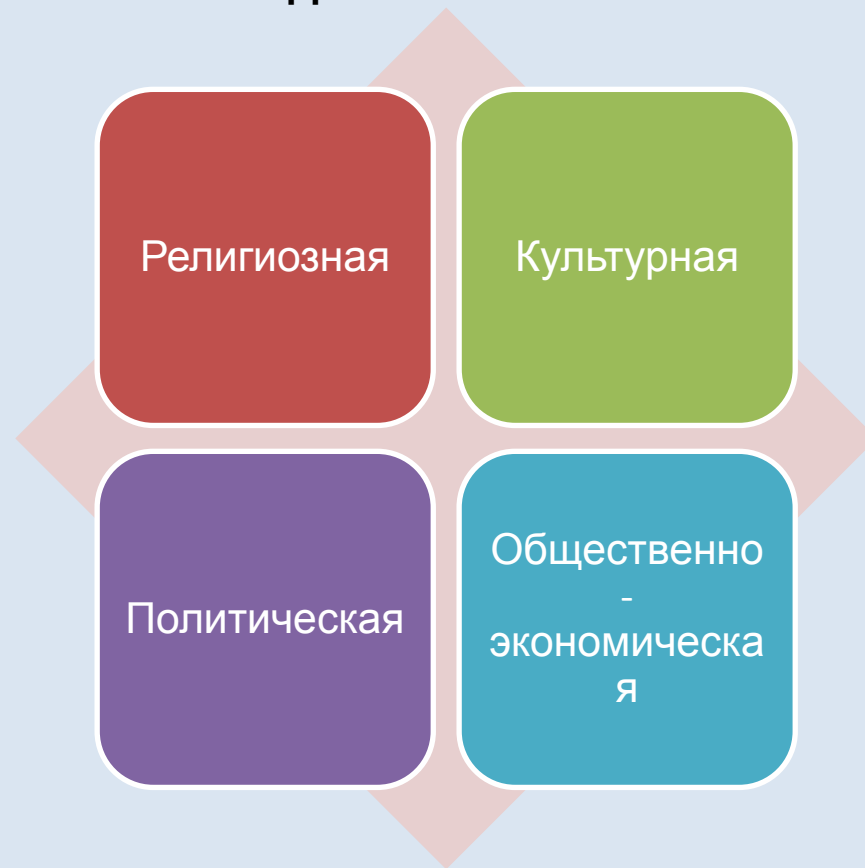 Религиозная
Культурная
Политическая
Общественно
-
экономическа
я